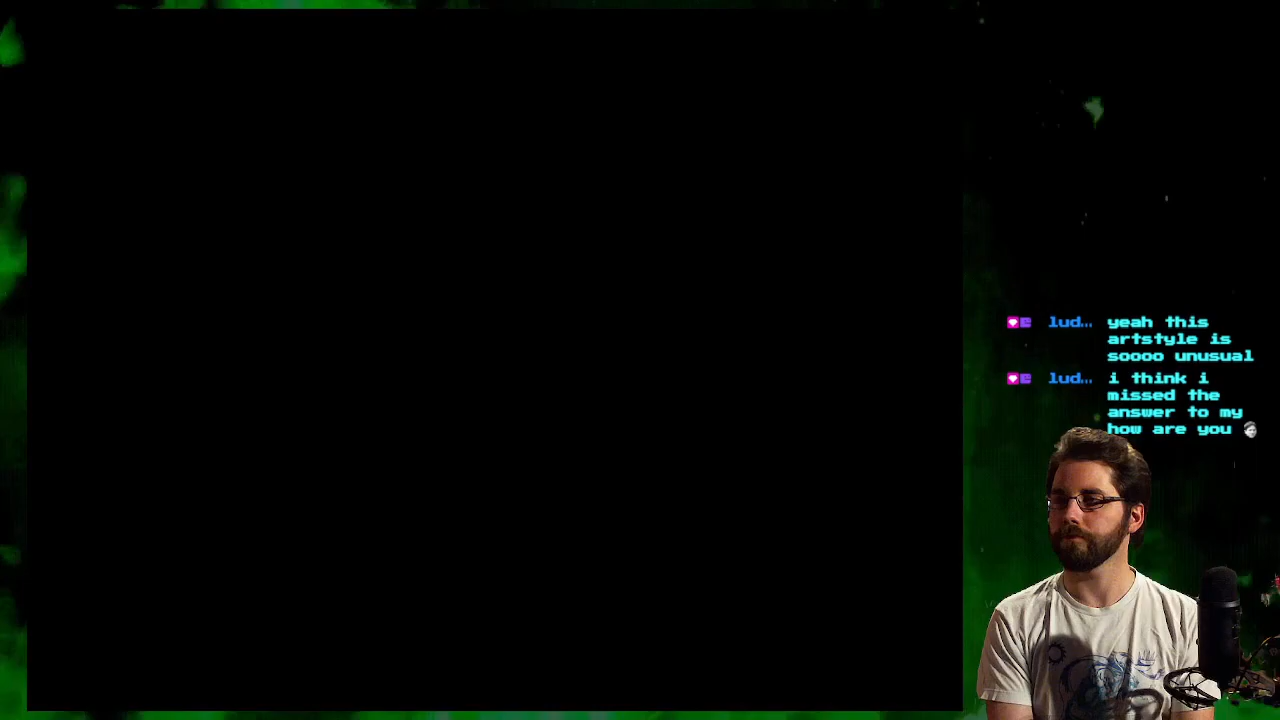 lud... yeah this
artstyle is
soooo unusual
lud... i think i
missed the
answer to my
how are you